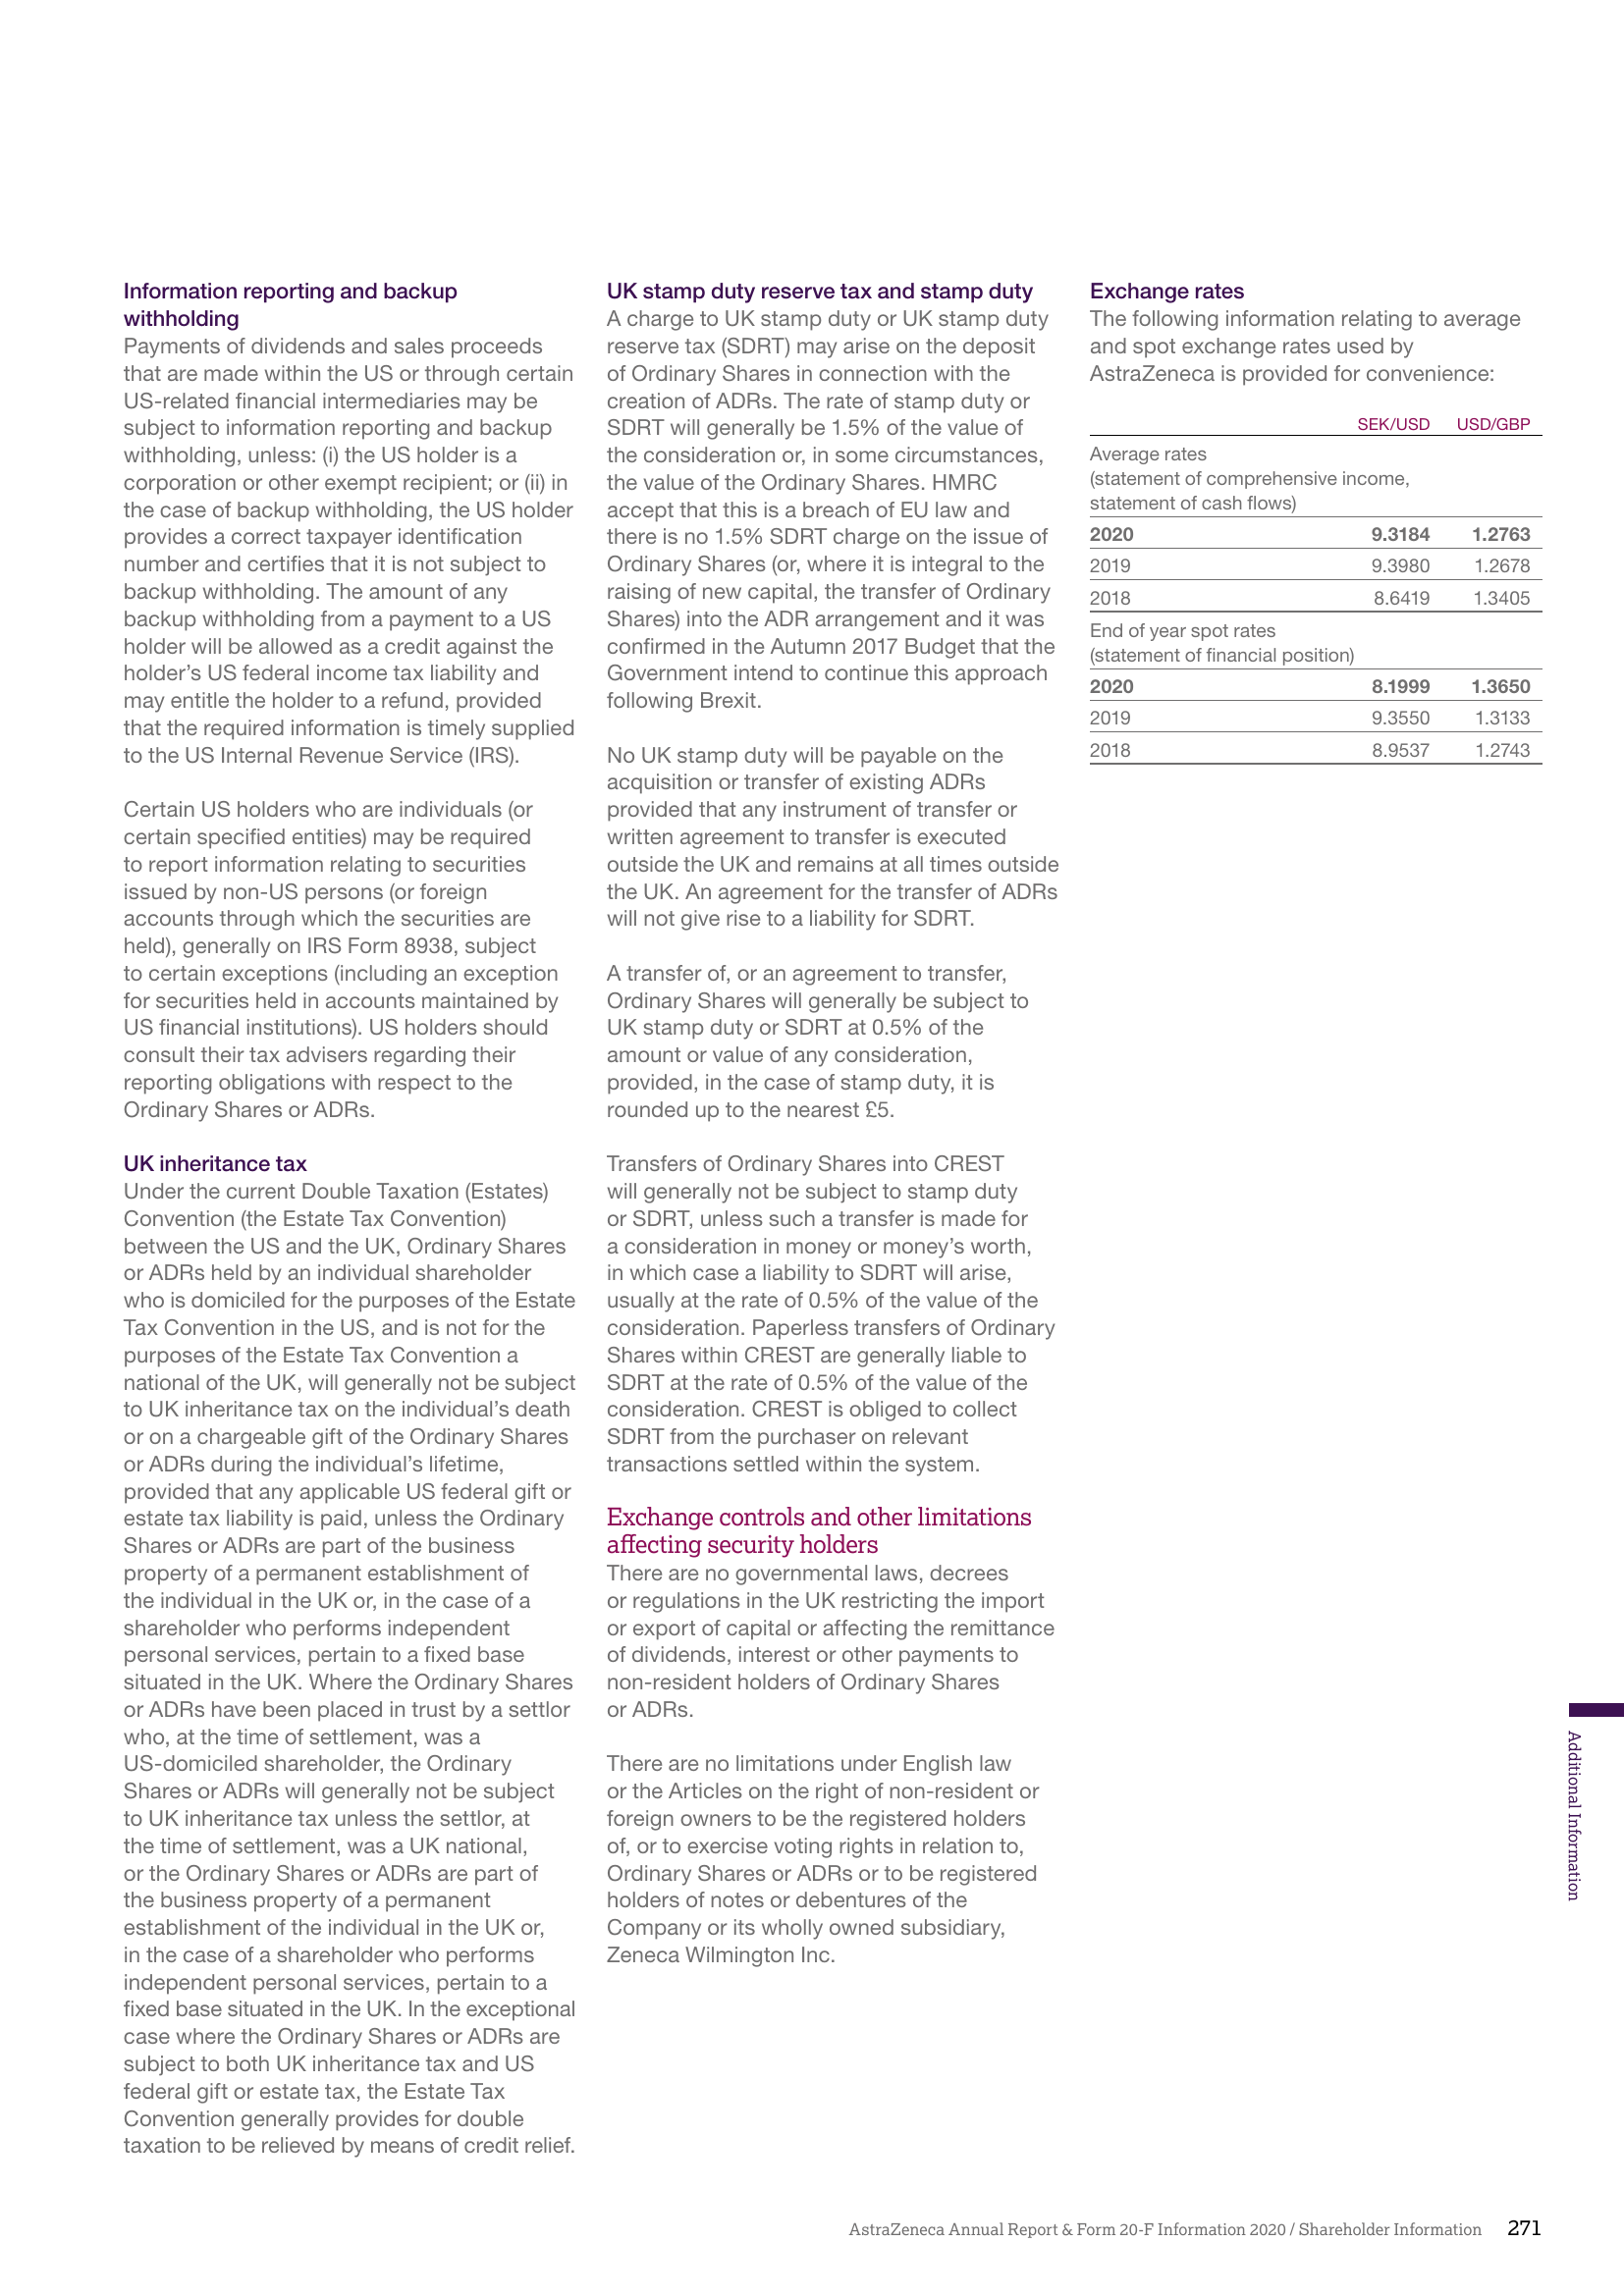 Information reporting and backup
withholding
Payments of dividends and sales proceeds
that are made within the US or through certain
US-related financial intermediaries may be
subject to information reporting and backup
withholding, unless: (i) the US holder is a
corporation or other exempt recipient; or (ii) in
the case of backup withholding, the US holder
provides a correct taxpayer identification
number and certifies that it is not subject to
backup withholding. The amount of any
backup withholding from a payment to a US
holder will be allowed as a credit against the
holder’s US federal income tax liability and
may entitle the holder to a refund, provided
that the required information is timely supplied
to the US Internal Revenue Service (IRS).
Certain US holders who are individuals (or
certain specified entities) may be required
to report information relating to securities
issued by non-US persons (or foreign
accounts through which the securities are
held), generally on IRS Form 8938, subject
to certain exceptions (including an exception
for securities held in accounts maintained by
US financial institutions). US holders should
consult their tax advisers regarding their
reporting obligations with respect to the
Ordinary Shares or ADRs.
UK inheritance tax
Under the current Double Taxation (Estates)
Convention (the Estate Tax Convention)
between the US and the UK, Ordinary Shares
or ADRs held by an individual shareholder
who is domiciled for the purposes of the Estate
Tax Convention in the US, and is not for the
purposes of the Estate Tax Convention a
national of the UK, will generally not be subject
to UK inheritance tax on the individual’s death
or on a chargeable gift of the Ordinary Shares
or ADRs during the individual’s lifetime,
provided that any applicable US federal gift or
estate tax liability is paid, unless the Ordinary
Shares or ADRs are part of the business
property of a permanent establishment of
the individual in the UK or, in the case of a
shareholder who performs independent
personal services, pertain to a fixed base
situated in the UK. Where the Ordinary Shares
or ADRs have been placed in trust by a settlor
who, at the time of settlement, was a
US-domiciled shareholder, the Ordinary
Shares or ADRs will generally not be subject
to UK inheritance tax unless the settlor, at
the time of settlement, was a UK national,
or the Ordinary Shares or ADRs are part of
the business property of a permanent
establishment of the individual in the UK or,
in the case of a shareholder who performs
independent personal services, pertain to a
fixed base situated in the UK. In the exceptional
case where the Ordinary Shares or ADRs are
subject to both UK inheritance tax and US
federal gift or estate tax, the Estate Tax
Convention generally provides for double
taxation to be relieved by means of credit relief.
UK stamp duty reserve tax and stamp duty
A charge to UK stamp duty or UK stamp duty
reserve tax (SDRT) may arise on the deposit
of Ordinary Shares in connection with the
creation of ADRs. The rate of stamp duty or
SDRT will generally be 1.5% of the value of
the consideration or, in some circumstances,
the value of the Ordinary Shares. HMRC
accept that this is a breach of EU law and
there is no 1.5% SDRT charge on the issue of
Ordinary Shares (or, where it is integral to the
raising of new capital, the transfer of Ordinary
Shares) into the ADR arrangement and it was
confirmed in the Autumn 2017 Budget that the
Government intend to continue this approach
following Brexit.
No UK stamp duty will be payable on the
acquisition or transfer of existing ADRs
provided that any instrument of transfer or
written agreement to transfer is executed
outside the UK and remains at all times outside
the UK. An agreement for the transfer of ADRs
will not give rise to a liability for SDRT.
A transfer of, or an agreement to transfer,
Ordinary Shares will generally be subject to
UK stamp duty or SDRT at 0.5% of the
amount or value of any consideration,
provided, in the case of stamp duty, it is
rounded up to the nearest £5.
Transfers of Ordinary Shares into CREST
will generally not be subject to stamp duty
or SDRT, unless such a transfer is made for
a consideration in money or money’s worth,
in which case a liability to SDRT will arise,
usually at the rate of 0.5% of the value of the
consideration. Paperless transfers of Ordinary
Shares within CREST are generally liable to
SDRT at the rate of 0.5% of the value of the
consideration. CREST is obliged to collect
SDRT from the purchaser on relevant
transactions settled within the system.
Exchange controls and other limitations
affecting security holders
There are no governmental laws, decrees
or regulations in the UK restricting the import
or export of capital or affecting the remittance
of dividends, interest or other payments to
non-resident holders of Ordinary Shares
or ADRs.
There are no limitations under English law
or the Articles on the right of non-resident or
foreign owners to be the registered holders
of, or to exercise voting rights in relation to,
Ordinary Shares or ADRs or to be registered
holders of notes or debentures of the
Company or its wholly owned subsidiary,
Zeneca Wilmington Inc.
Exchange rates
The following information relating to average
and spot exchange rates used by
AstraZeneca is provided for convenience:
SEK/USD USD/GBP
Average rates
(statement of comprehensive income,
statement of cash flows)
2020 9.3184 1.2763
2019 9.3980 1.2678
2018 8.6419 1.3405
End of year spot rates
(statement of financial position)
2020 8.1999 1.3650
2019 9.3550 1.3133
2018 8.9537 1.2743
Additional Information
AstraZeneca Annual Report & Form 20-F Information 2020 / Shareholder Information 271